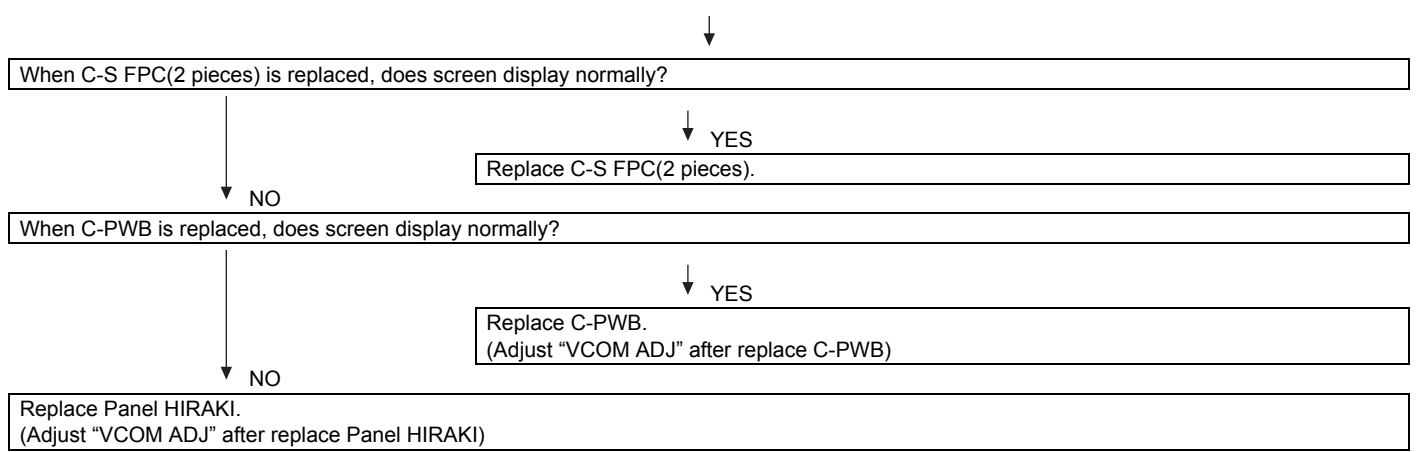 When C-S FPC(2 pieces) is replaced, does screen display normally?
YES
Replace C-S FPC(2 pieces).
NO
When C-PWB is replaced, does screen display normally?
YES
Replace C-PWB.
(Adjust “VCOM ADJ” after replace C-PWB)
NO
Replace Panel HIRAKI.
(Adjust “VCOM ADJ” after replace Panel HIRAKI)